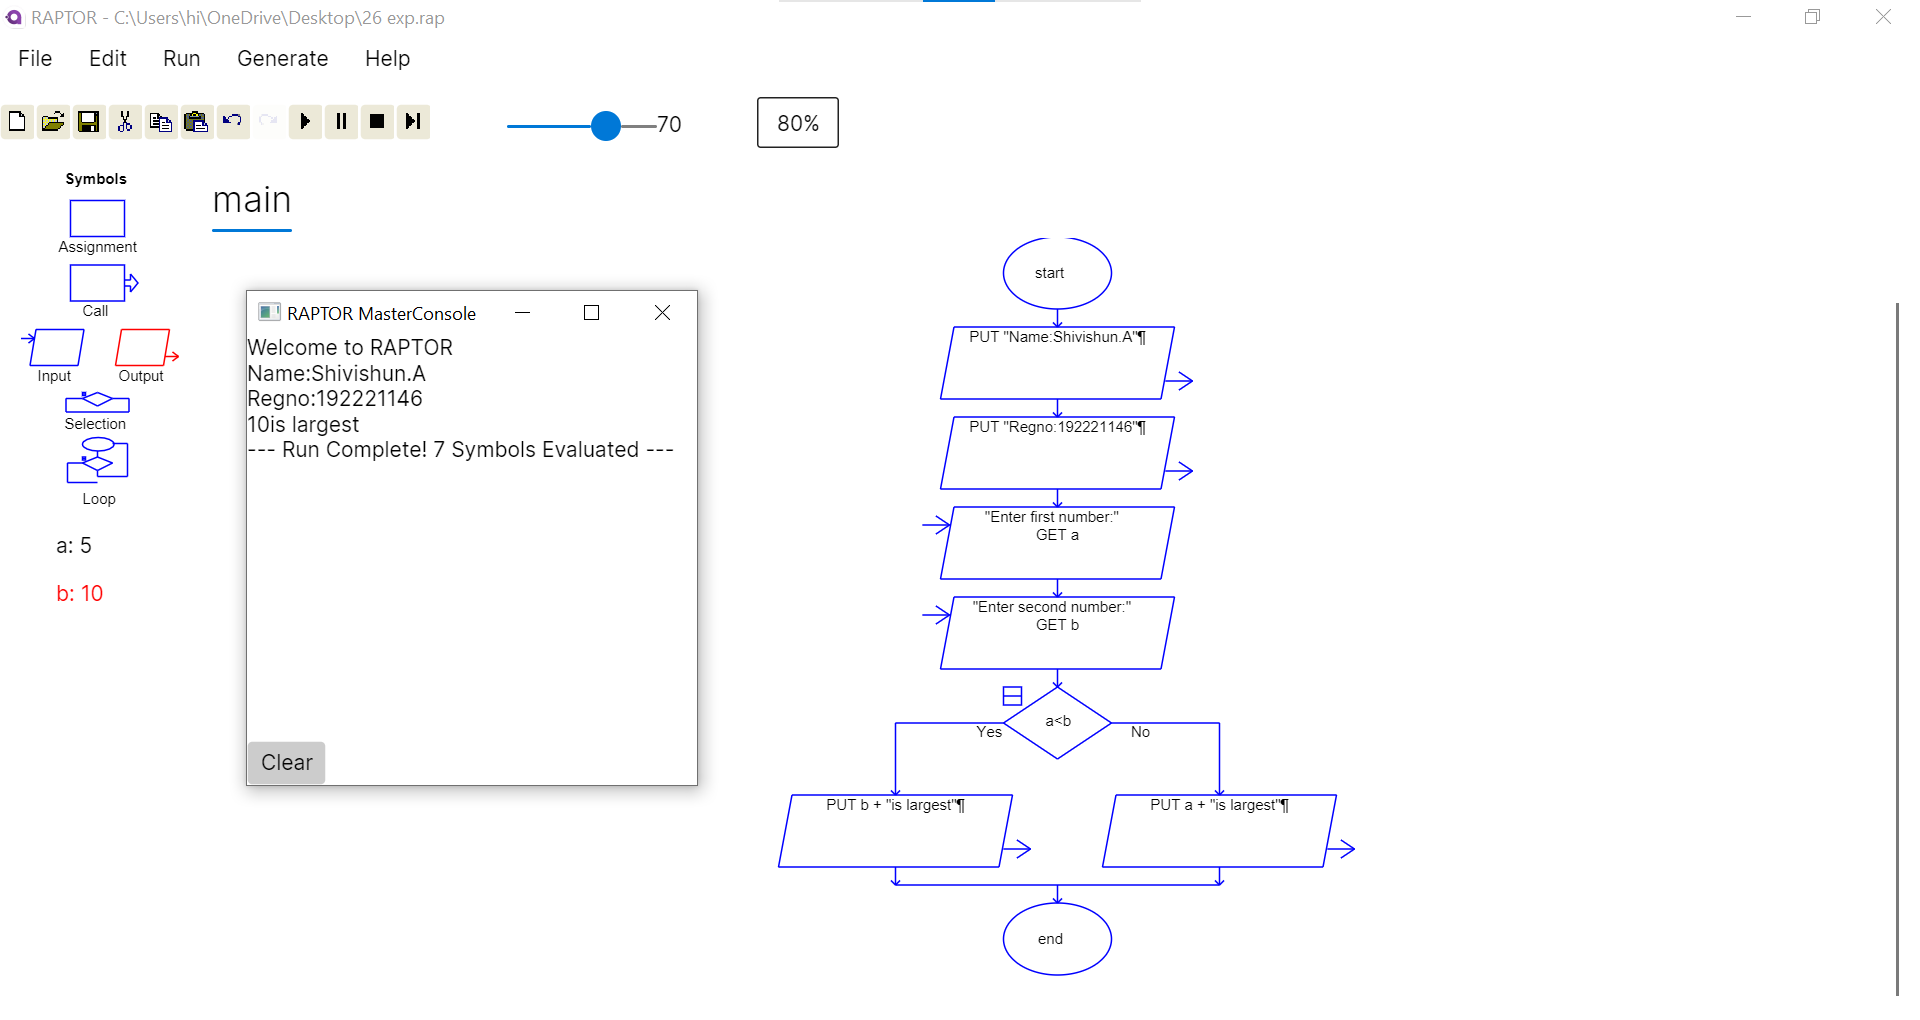 RAPTOR - C:\Users\hi\OneDrive\Desktop\26 exp.rap
File Edit Run Generate Help
70
80%
Symbols
Assignment
Call
Input Output
Selection
Loop
a: 5
b: 10
main
RAPTOR MasterConsole
Welcome to RAPTOR
Name:Shivishun.A
Regno:192221146
10is largest
--- Run Complete! 7 Symbols Evaluated ---
Clear
start
PUT "Name:Shivishun.A"¶
PUT "Regno:192221146"¶
"Enter first number:"
GET a
"Enter second number:"
GET b
a<b
Yes No
PUT b + "is largest"¶
PUT a + "is largest"¶
end